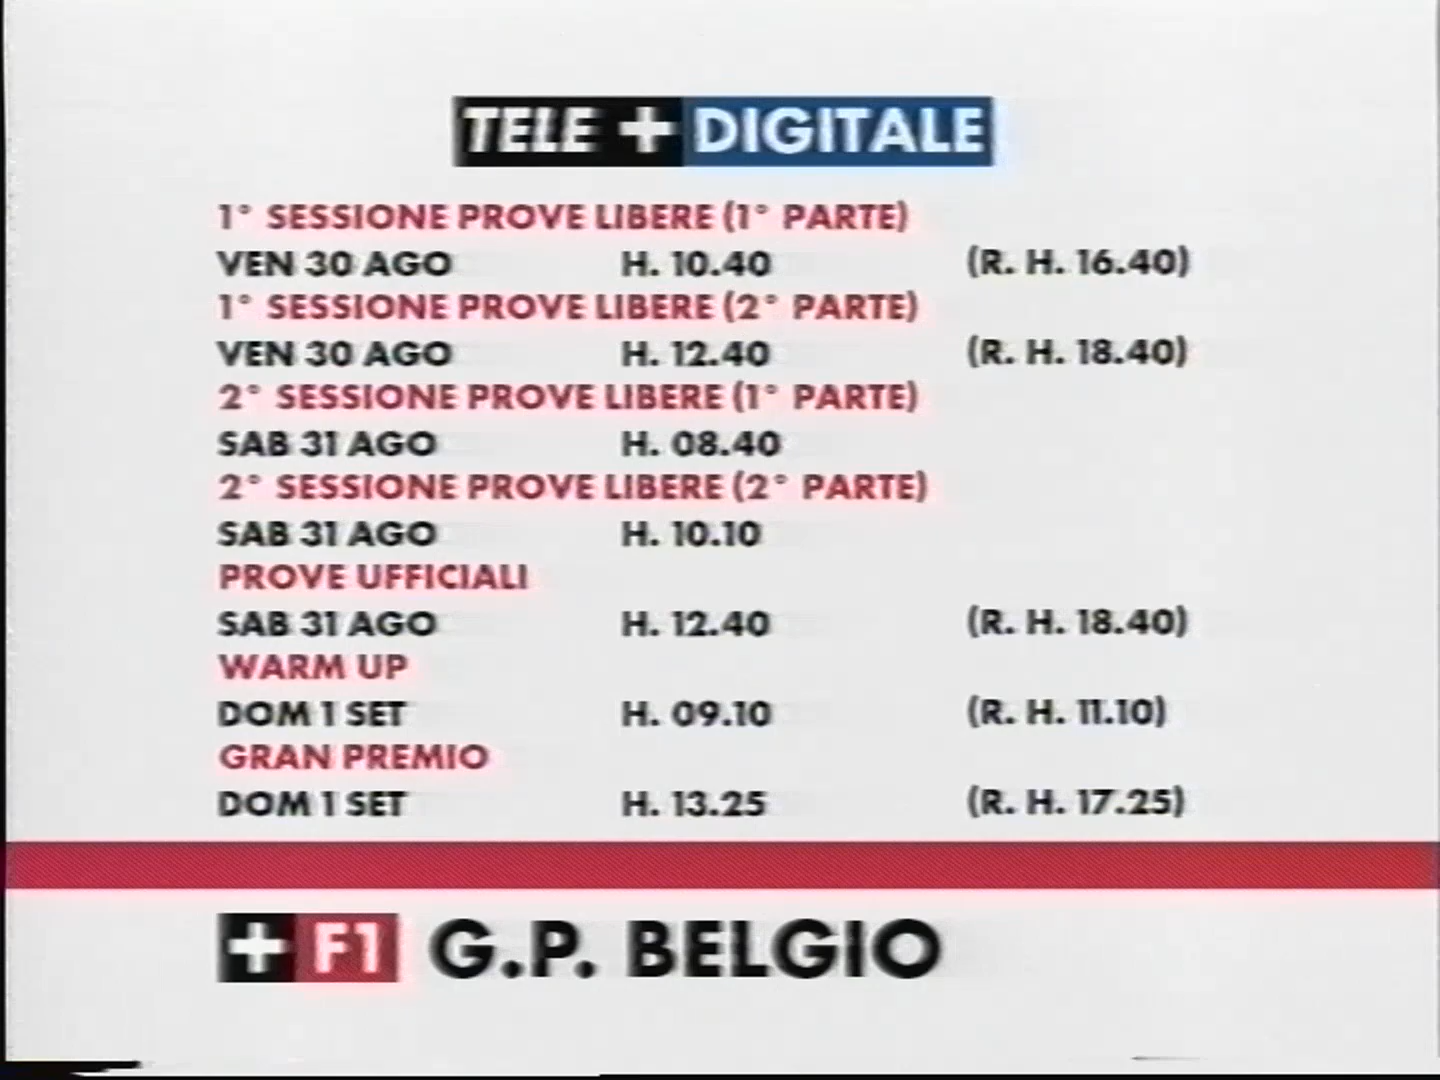 TELE + DIGITALE
1° SESSIONE PROVE LIBERE (1° PARTE)
VEN 30 AGO H. 10.40 (R. H. 16.40)
1° SESSIONE PROVE LIBERE (2° PARTE)
VEN 30 AGO H. 12.40 (R. H. 18.40)
2° SESSIONE PROVE LIBERE (1° PARTE)
SAB 31 AGO H. 08.40
2° SESSIONE PROVE LIBERE (2° PARTE)
SAB 31 AGO H. 10.10
PROVE UFFICIALI
SAB 31 AGO H. 12.40 (R. H. 18.40)
WARM UP
DOM 1 SET H. 09.10 (R. H. 11.10)
GRAN PREMIO
DOM 1 SET H. 13.25 (R. H. 17.25)
+ F1 G.P. BELGIO